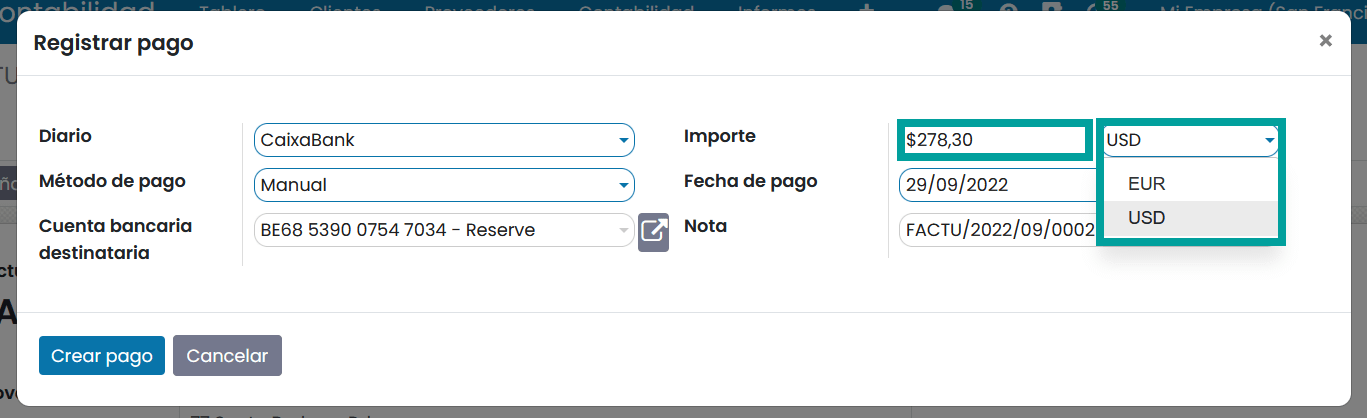 ontabilidad Tablero Clientes Proveedores Contabilidad Informes + 15 55 Mi Empresa (San Franci
Registrar pago ×
Diario CaixaBank
Importe $278,30 USD
Método de pago Manual
Fecha de pago 29/09/2022
EUR
USD
Cuenta bancaria destinataria BE68 5390 0754 7034 - Reserve
Nota FACTU/2022/09/0002
Crear pago Cancelar